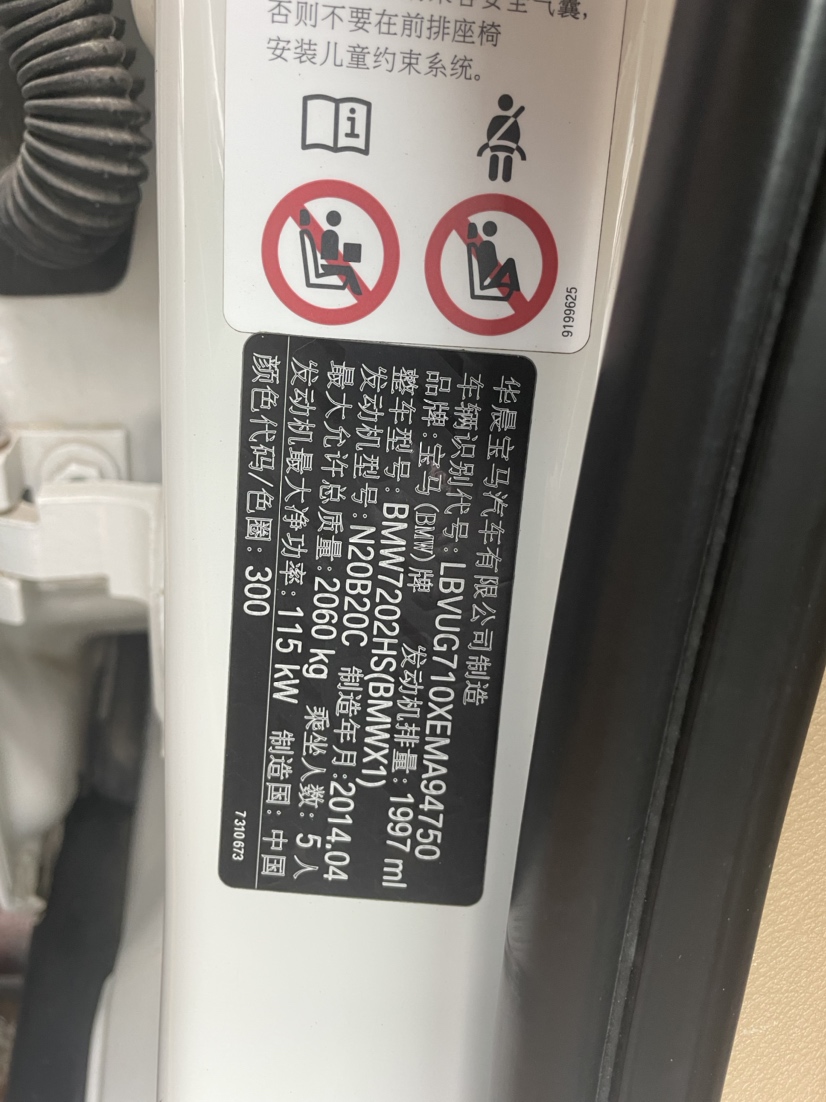 否则不要在前排座椅
安装儿童约束系统。
9199625
华晨宝马汽车有限公司制造
车辆识别代号:LBVUG710XEMA94750
品牌:宝马(BMW)牌 发动机排量:1997 ml
整车型号:BMW7202HS(BMWX1)
发动机型号:N20B20C 制造年月:2014.04
最大允许总质量:2060 kg 乘坐人数:5人
发动机最大净功率:115 kW 制造国:中国
颜色代码/色圈:300
7 310 673